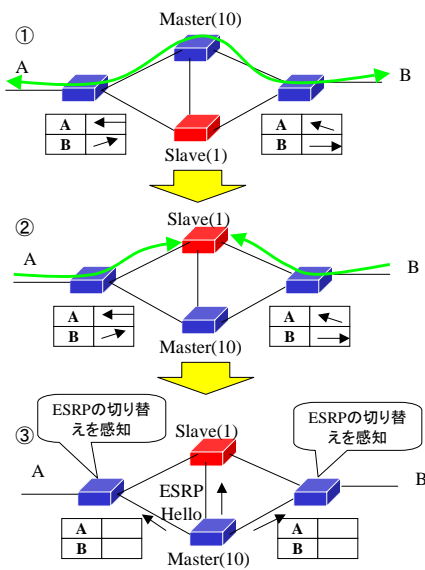 Master(10)
①
A
B
A
B
A
B
Slave(1)
Slave(1)
②
A
B
A
B
A
B
Master(10)
ESRPの切り替
えを感知
ESRPの切り替
えを感知
③
Slave(1)
A
B
ESRP
Hello
A
B
A
B
Master(10)